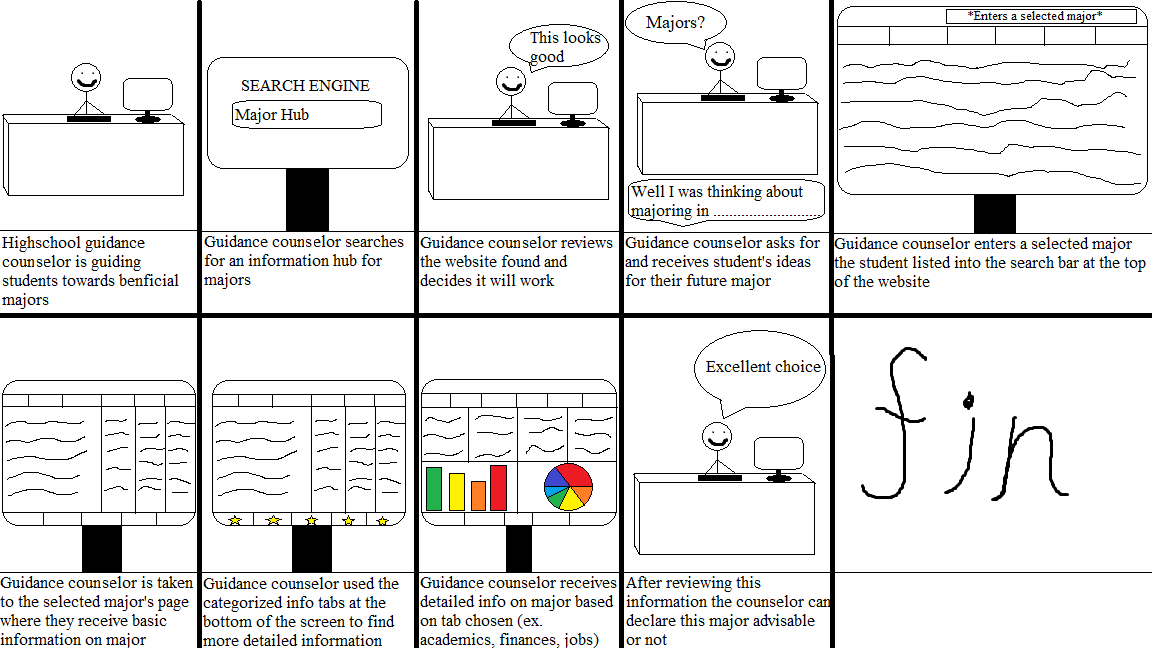 Highschool guidance
counselor is guiding
students towards benficial
majors
SEARCH ENGINE
Major Hub
Guidance counselor searches
for an information hub for
majors
This looks
good
Guidance counselor reviews
the website found and
decides it will work
Majors?
Well I was thinking about
majoring in ...........................
Guidance counselor asks for
and receives student's ideas
for their future major
*Enters a selected major*
Guidance counselor enters a selected major
the student listed into the search bar at the top
of the website
Guidance counselor is taken
to the selected major's page
where they receive basic
information on major
Guidance counselor used the
categorized info tabs at the
bottom of the screen to find
more detailed information
Guidance counselor receives
detailed info on major based
on tab chosen (ex.
academics, finances, jobs)
Excellent choice
After reviewing this
information the counselor can
declare this major advisable
or not
fin